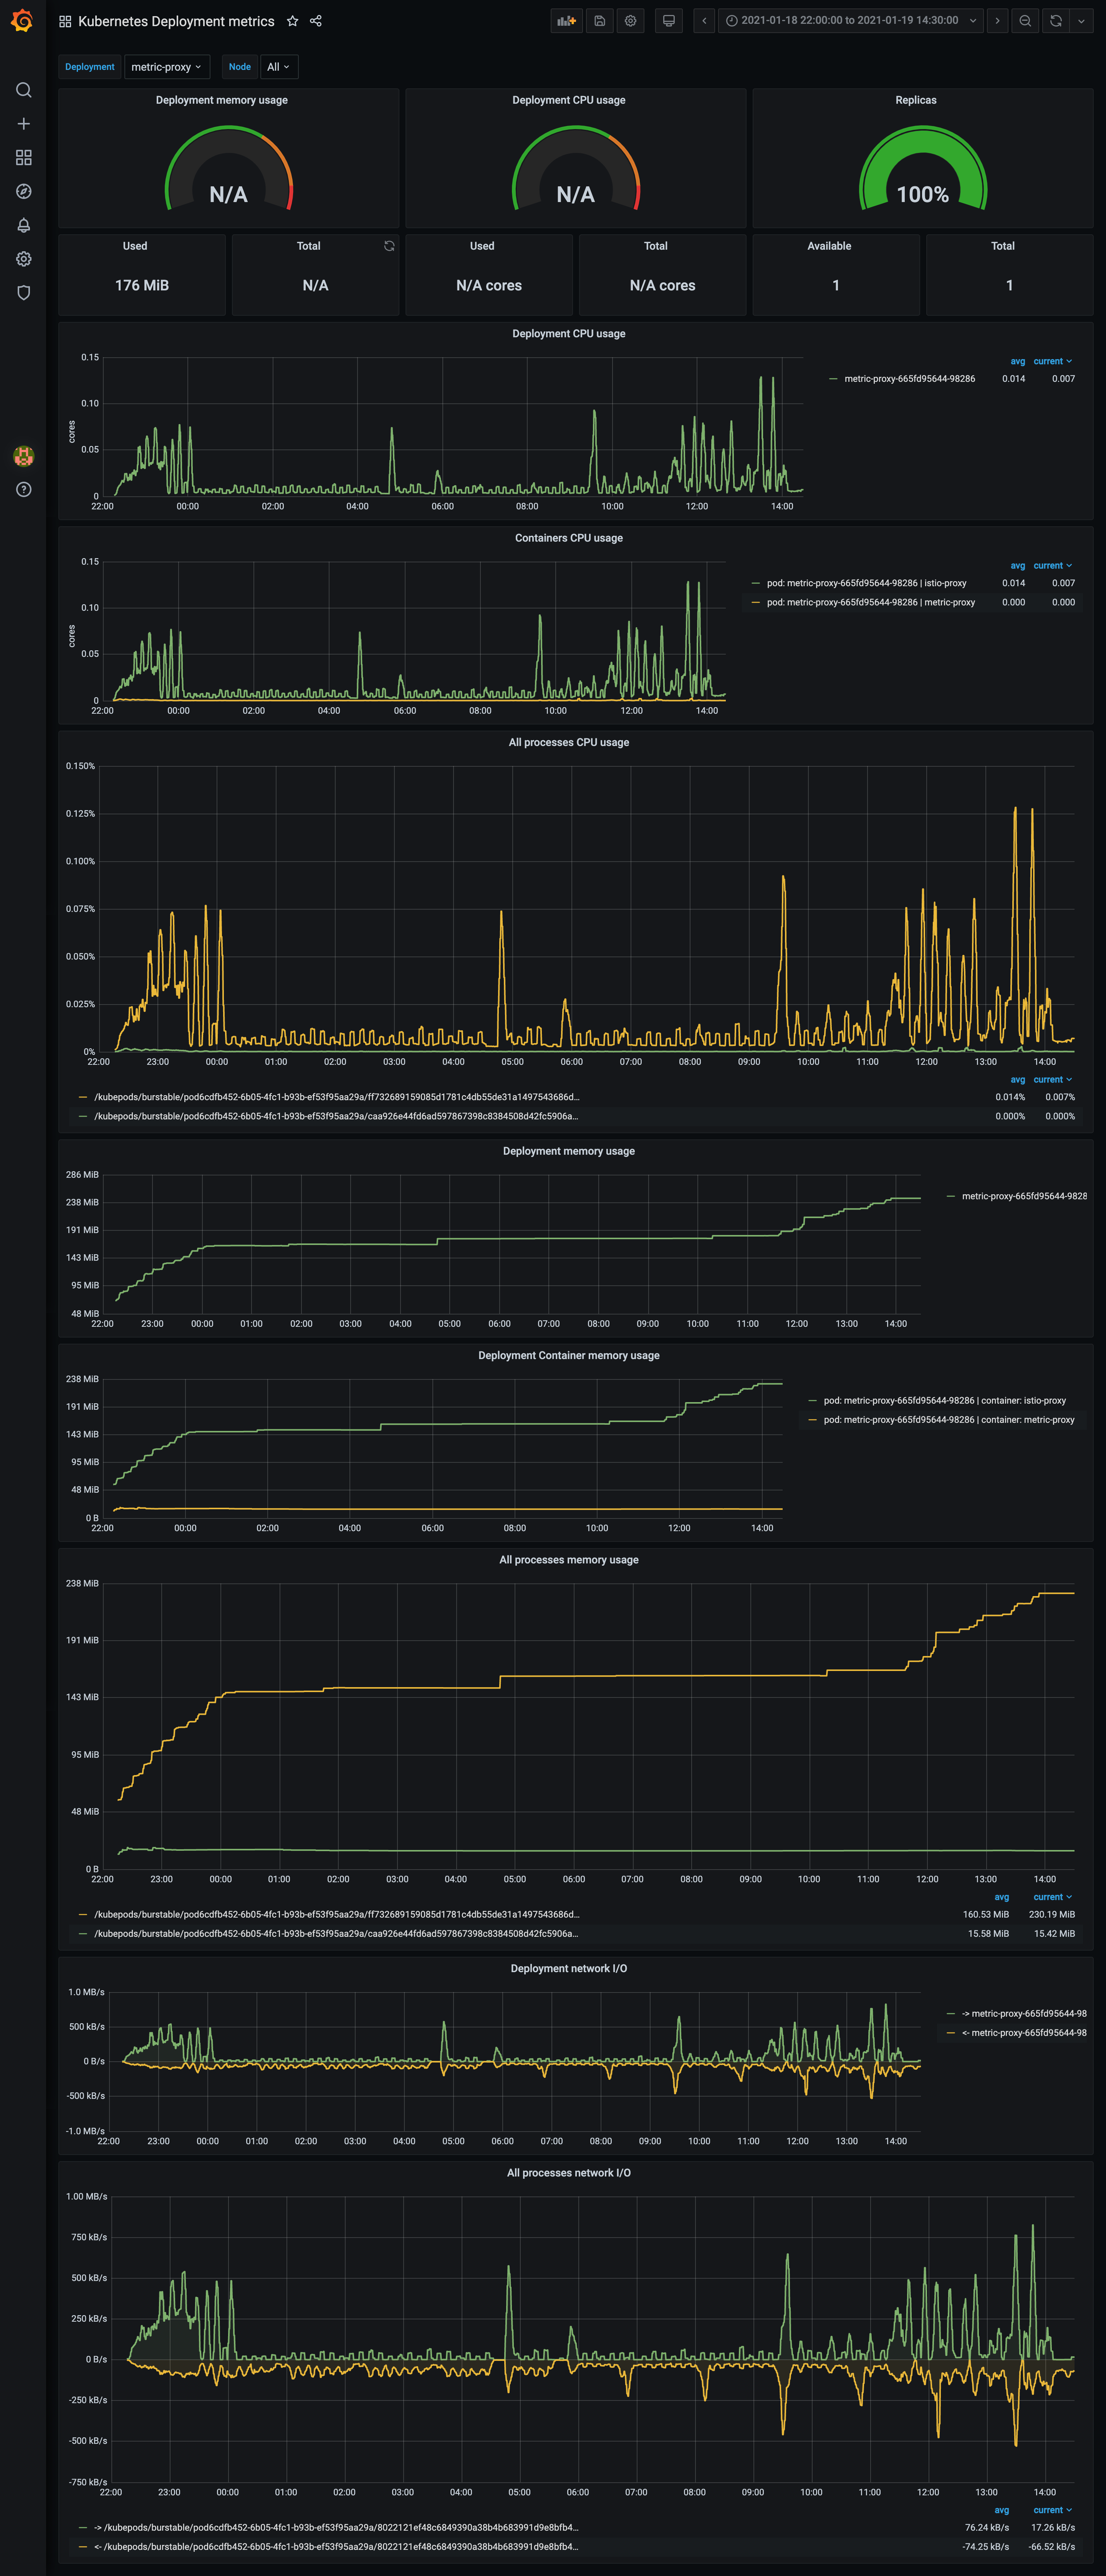 Kubernetes Deployment metrics
2021-01-18 22:00:00 to 2021-01-19 14:30:00
Deployment metric-proxy Node All
Deployment memory usage
N/A
Deployment CPU usage
N/A
Replicas
100%
Used
176 MiB
Total
N/A
Used
N/A cores
Total
N/A cores
Available
1
Total
1
Deployment CPU usage
0.15
0.10
0.05
0
cores
22:00 00:00 02:00 04:00 06:00 08:00 10:00 12:00 14:00
avg current
metric-proxy-665fd95644-98286 0.014 0.007
Containers CPU usage
0.15
0.10
0.05
0
cores
22:00 00:00 02:00 04:00 06:00 08:00 10:00 12:00 14:00
avg current
pod: metric-proxy-665fd95644-98286 | istio-proxy 0.014 0.007
pod: metric-proxy-665fd95644-98286 | metric-proxy 0.000 0.000
All processes CPU usage
0.150%
0.125%
0.100%
0.075%
0.050%
0.025%
0%
22:00 23:00 00:00 01:00 02:00 03:00 04:00 05:00 06:00 07:00 08:00 09:00 10:00 11:00 12:00 13:00 14:00
avg current
/kubepods/burstable/pod6cdfb452-6b05-4fc1-b93b-ef53f95aa29a/ff732689159085d1781c4db55de31a1497543686d... 0.014% 0.007%
/kubepods/burstable/pod6cdfb452-6b05-4fc1-b93b-ef53f95aa29a/caa926e44fd6ad597867398c8384508d42fc5906a... 0.000% 0.000%
Deployment memory usage
286 MiB
238 MiB
191 MiB
143 MiB
95 MiB
48 MiB
22:00 23:00 00:00 01:00 02:00 03:00 04:00 05:00 06:00 07:00 08:00 09:00 10:00 11:00 12:00 13:00 14:00
metric-proxy-665fd95644-9828
Deployment Container memory usage
238 MiB
191 MiB
143 MiB
95 MiB
48 MiB
0 B
22:00 00:00 02:00 04:00 06:00 08:00 10:00 12:00 14:00
pod: metric-proxy-665fd95644-98286 | container: istio-proxy
pod: metric-proxy-665fd95644-98286 | container: metric-proxy
All processes memory usage
238 MiB
191 MiB
143 MiB
95 MiB
48 MiB
0 B
22:00 23:00 00:00 01:00 02:00 03:00 04:00 05:00 06:00 07:00 08:00 09:00 10:00 11:00 12:00 13:00 14:00
avg current
/kubepods/burstable/pod6cdfb452-6b05-4fc1-b93b-ef53f95aa29a/ff732689159085d1781c4db55de31a1497543686d... 160.53 MiB 230.19 MiB
/kubepods/burstable/pod6cdfb452-6b05-4fc1-b93b-ef53f95aa29a/caa926e44fd6ad597867398c8384508d42fc5906a... 15.58 MiB 15.42 MiB
Deployment network I/O
1.0 MB/s
500 kB/s
0 B/s
-500 kB/s
-1.0 MB/s
22:00 23:00 00:00 01:00 02:00 03:00 04:00 05:00 06:00 07:00 08:00 09:00 10:00 11:00 12:00 13:00 14:00
-> metric-proxy-665fd95644-98
<- metric-proxy-665fd95644-98
All processes network I/O
1.00 MB/s
750 kB/s
500 kB/s
250 kB/s
0 B/s
-250 kB/s
-500 kB/s
-750 kB/s
22:00 23:00 00:00 01:00 02:00 03:00 04:00 05:00 06:00 07:00 08:00 09:00 10:00 11:00 12:00 13:00 14:00
avg current
-> /kubepods/burstable/pod6cdfb452-6b05-4fc1-b93b-ef53f95aa29a/8022121ef48c6849390a38b4b683991d9e8bfb4... 76.24 kB/s 17.26 kB/s
<- /kubepods/burstable/pod6cdfb452-6b05-4fc1-b93b-ef53f95aa29a/8022121ef48c6849390a38b4b683991d9e8bfb4... -74.25 kB/s -66.52 kB/s